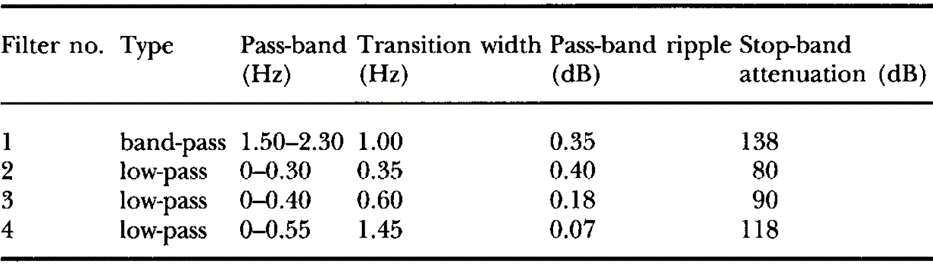 Filter no. Type Pass-band Transition width Pass-band ripple Stop-band
(Hz) (Hz) (dB) attenuation (dB)
1 band-pass 1.50–2.30 1.00 0.35 138
2 low-pass 0–0.30 0.35 0.40 80
3 low-pass 0–0.40 0.60 0.18 90
4 low-pass 0–0.55 1.45 0.07 118